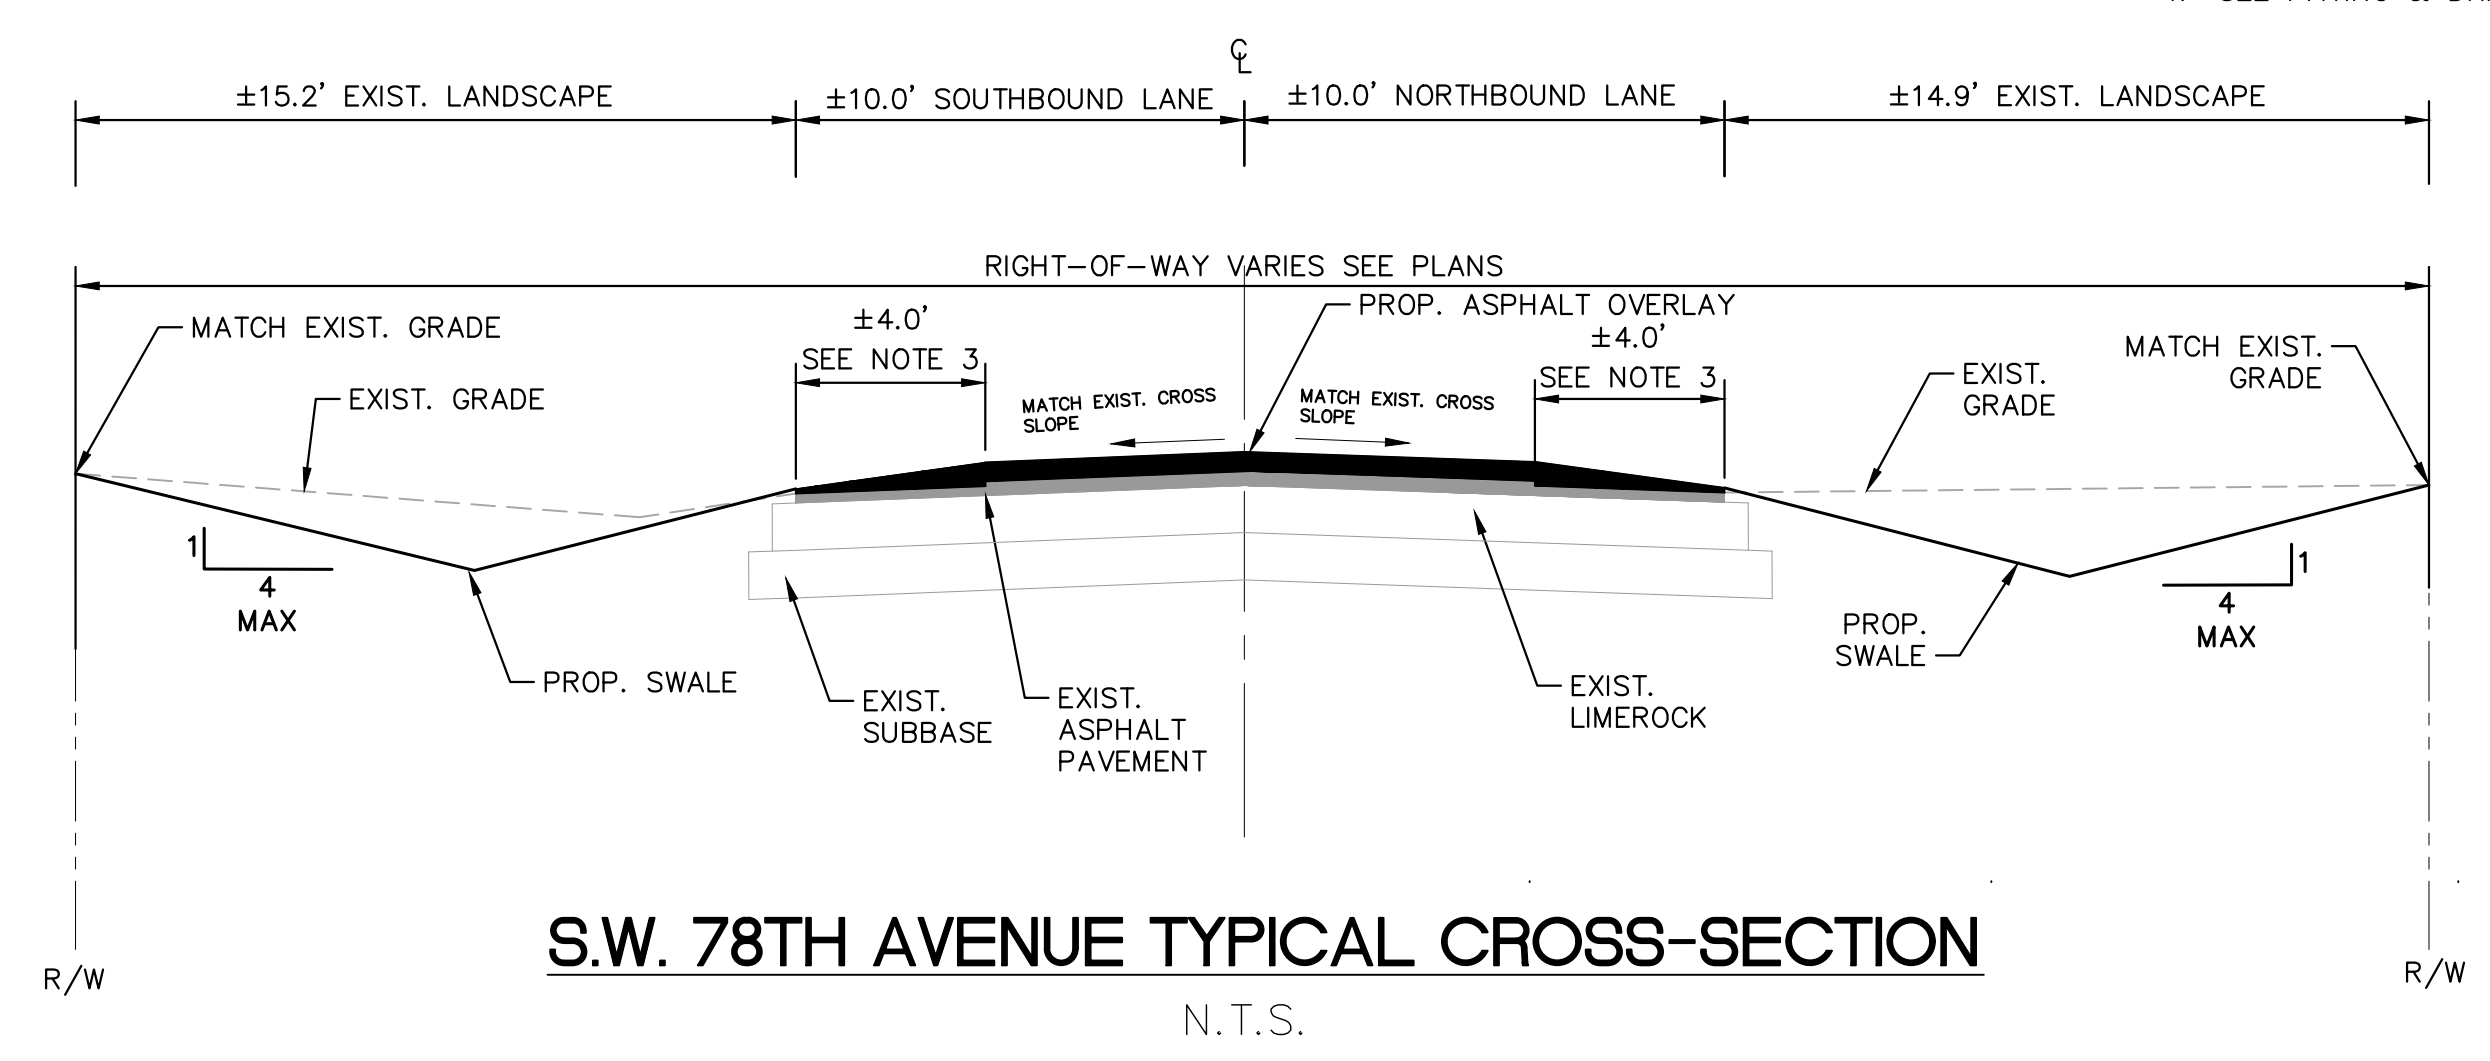 ℄
±15.2' EXIST. LANDSCAPE
±10.0' SOUTHBOUND LANE
±10.0' NORTHBOUND LANE
±14.9' EXIST. LANDSCAPE
RIGHT-OF-WAY VARIES SEE PLANS
MATCH EXIST. GRADE
EXIST. GRADE
±4.0'
SEE NOTE 3
MATCH EXIST. CROSS
SLOPE
PROP. ASPHALT OVERLAY
MATCH EXIST. CROSS
SLOPE
±4.0'
SEE NOTE 3
EXIST.
GRADE
MATCH EXIST.
GRADE
1
4
MAX
PROP. SWALE
EXIST.
SUBBASE
EXIST.
ASPHALT
PAVEMENT
EXIST.
LIMEROCK
PROP.
SWALE
1
4
MAX
R/W
R/W
S.W. 78TH AVENUE TYPICAL CROSS-SECTION
N.T.S.